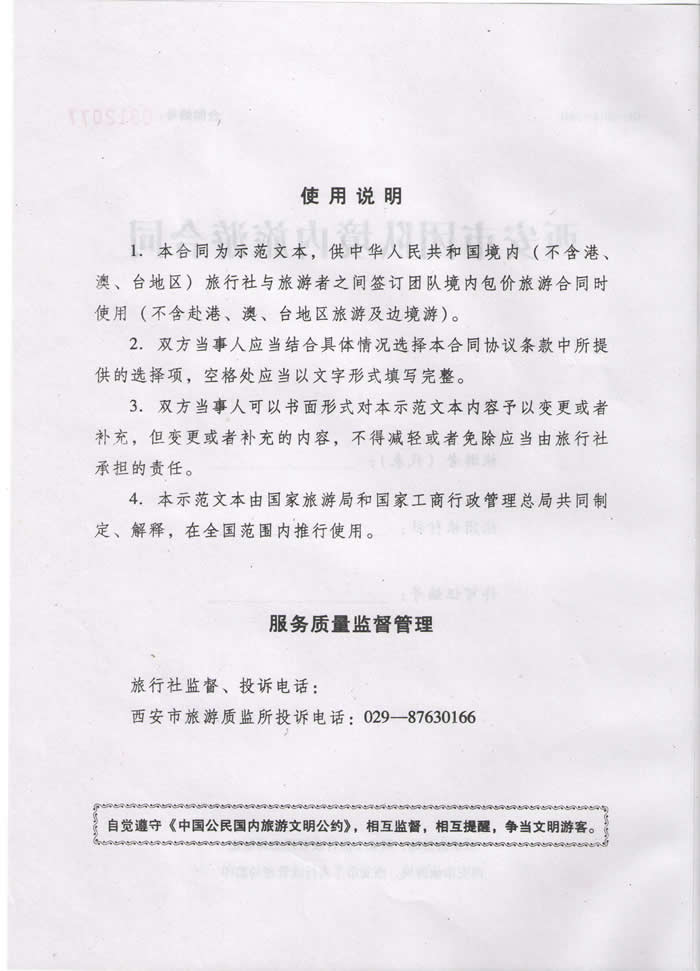 使用说明
1. 本合同为示范文本，供中华人民共和国境内（不含港、
澳、台地区）旅行社与旅游者之间签订团队境内包价旅游合同时
使用（不含赴港、澳、台地区旅游及边境游）。
2. 双方当事人应当结合具体情况选择本合同协议条款中所提
供的选择项，空格处应当以文字形式填写完整。
3. 双方当事人可以书面形式对本示范文本内容予以变更或者
补充，但变更或者补充的内容，不得减轻或者免除应当由旅行社
承担的责任。
4. 本示范文本由国家旅游局和国家工商行政管理总局共同制
定、解释，在全国范围内推行使用。
服务质量监督管理
旅行社监督、投诉电话：
西安市旅游质监所投诉电话：029—87630166
自觉遵守《中国公民国内旅游文明公约》，相互监督，相互提醒，争当文明游客。